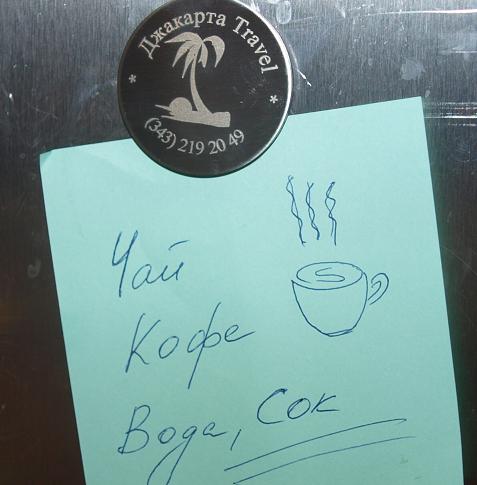 Джакарта Travel
(343) 219 20 49
Чай
Кофе
Вода, Сок